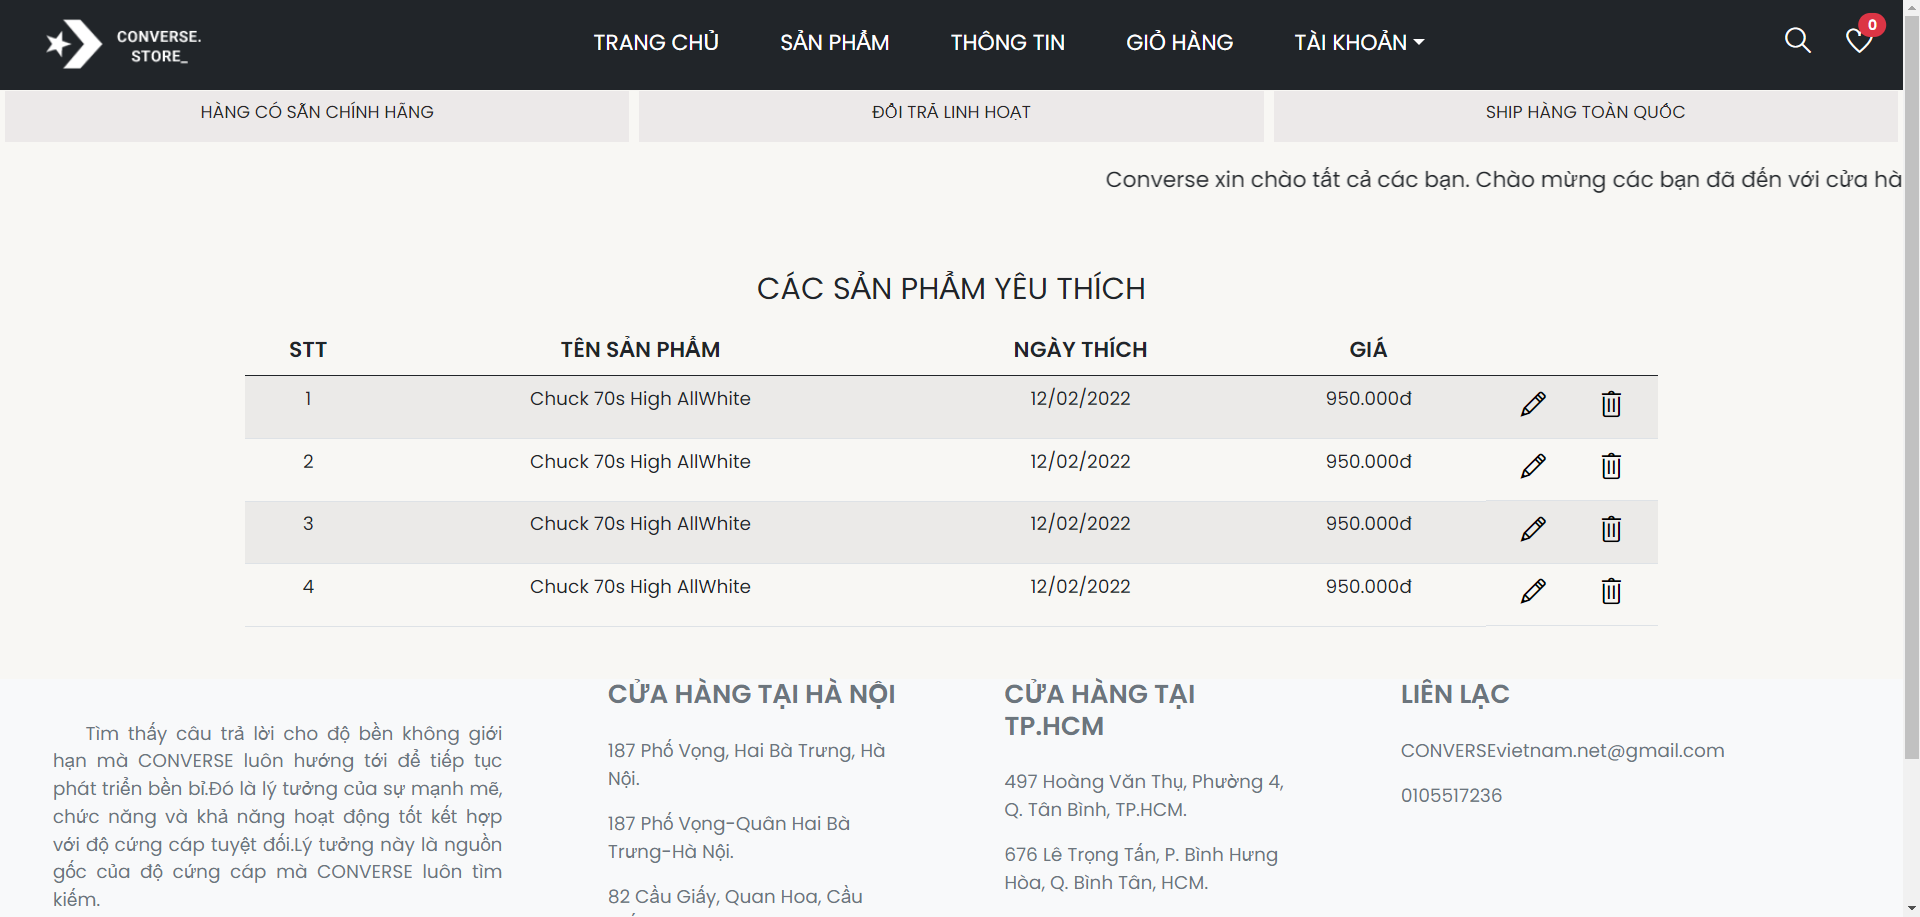 CONVERSE.
STORE_
TRANG CHỦ SẢN PHẨM THÔNG TIN GIỎ HÀNG TÀI KHOẢN
0
HÀNG CÓ SẴN CHÍNH HÃNG ĐỔI TRẢ LINH HOẠT SHIP HÀNG TOÀN QUỐC
Converse xin chào tất cả các bạn. Chào mừng các bạn đã đến với cửa hà
CÁC SẢN PHẨM YÊU THÍCH
STT TÊN SẢN PHẨM NGÀY THÍCH GIÁ
1 Chuck 70s High AllWhite 12/02/2022 950.000đ
2 Chuck 70s High AllWhite 12/02/2022 950.000đ
3 Chuck 70s High AllWhite 12/02/2022 950.000đ
4 Chuck 70s High AllWhite 12/02/2022 950.000đ
Tìm thấy câu trả lời cho độ bền không giới
hạn mà CONVERSE luôn hướng tới để tiếp tục
phát triển bền bỉ.Đó là lý tưởng của sự mạnh mẽ,
chức năng và khả năng hoạt động tốt kết hợp
với độ cứng cáp tuyệt đối.Lý tưởng này là nguồn
gốc của độ cứng cáp mà CONVERSE luôn tìm
kiếm.
CỬA HÀNG TẠI HÀ NỘI
187 Phố Vọng, Hai Bà Trưng, Hà
Nội.
187 Phố Vọng-Quân Hai Bà
Trưng-Hà Nội.
82 Cầu Giấy, Quan Hoa, Cầu
CỬA HÀNG TẠI
TP.HCM
497 Hoàng Văn Thụ, Phường 4,
Q. Tân Bình, TP.HCM.
676 Lê Trọng Tấn, P. Bình Hưng
Hòa, Q. Bình Tân, HCM.
LIÊN LẠC
CONVERSEvietnam.net@gmail.com
0105517236